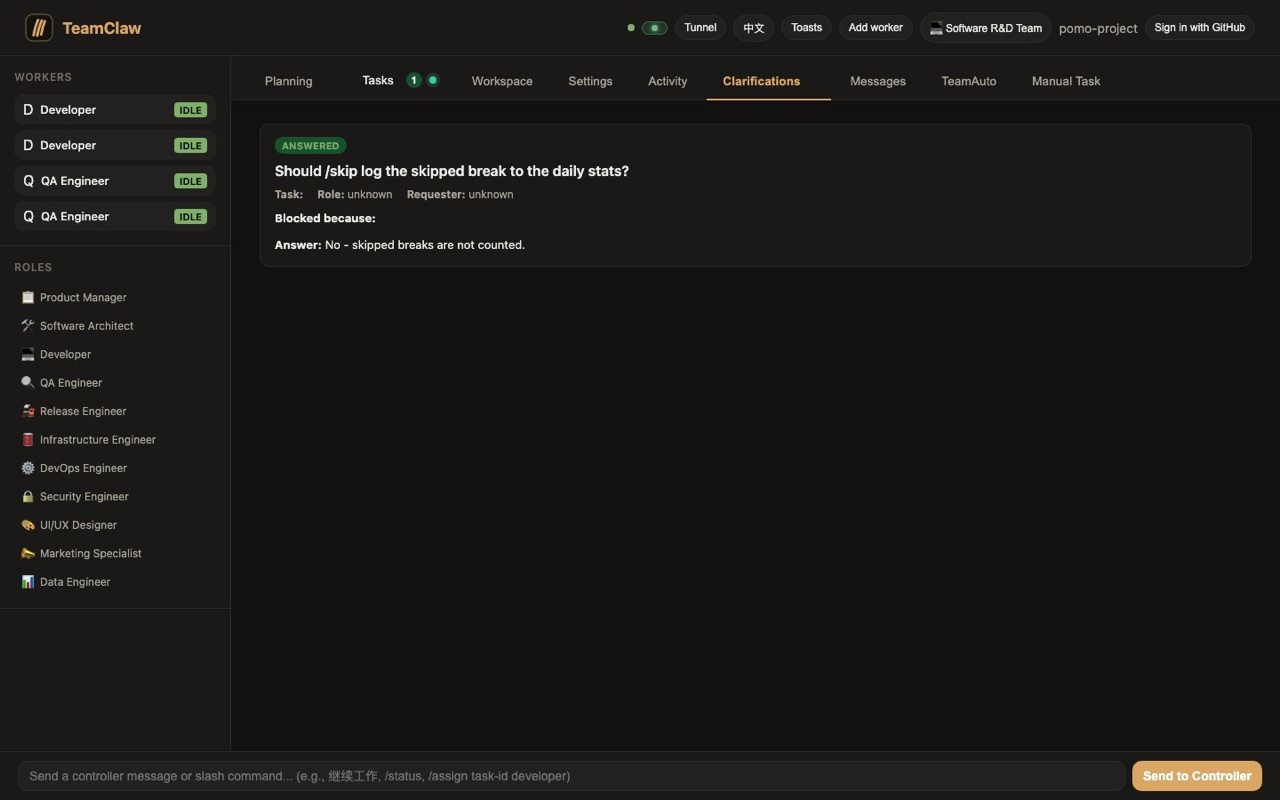 TeamClaw
Tunnel
中文
Toasts
Add worker
Software R&D Team
pomo-project
Sign in with GitHub
WORKERS
D Developer IDLE
D Developer IDLE
Q QA Engineer IDLE
Q QA Engineer IDLE
ROLES
Product Manager
Software Architect
Developer
QA Engineer
Release Engineer
Infrastructure Engineer
DevOps Engineer
Security Engineer
UI/UX Designer
Marketing Specialist
Data Engineer
Planning
Tasks 1
Workspace
Settings
Activity
Clarifications
Messages
TeamAuto
Manual Task
ANSWERED
Should /skip log the skipped break to the daily stats?
Task: Role: unknown Requester: unknown
Blocked because:
Answer: No - skipped breaks are not counted.
Send a controller message or slash command... (e.g., 继续工作, /status, /assign task-id developer)
Send to Controller